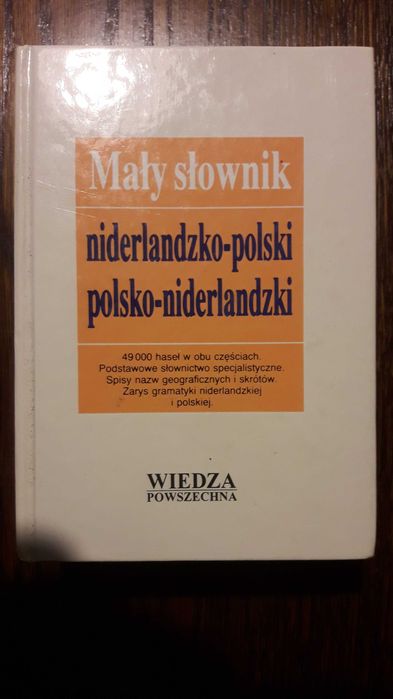 Mały słownik
niderlandzko-polski
polsko-niderlandzki
49 000 haseł w obu częściach.
Podstawowe słownictwo specjalistyczne.
Spisy nazw geograficznych i skrótów.
Zarys gramatyki niderlandzkiej
i polskiej.
WIEDZA
POWSZECHNA